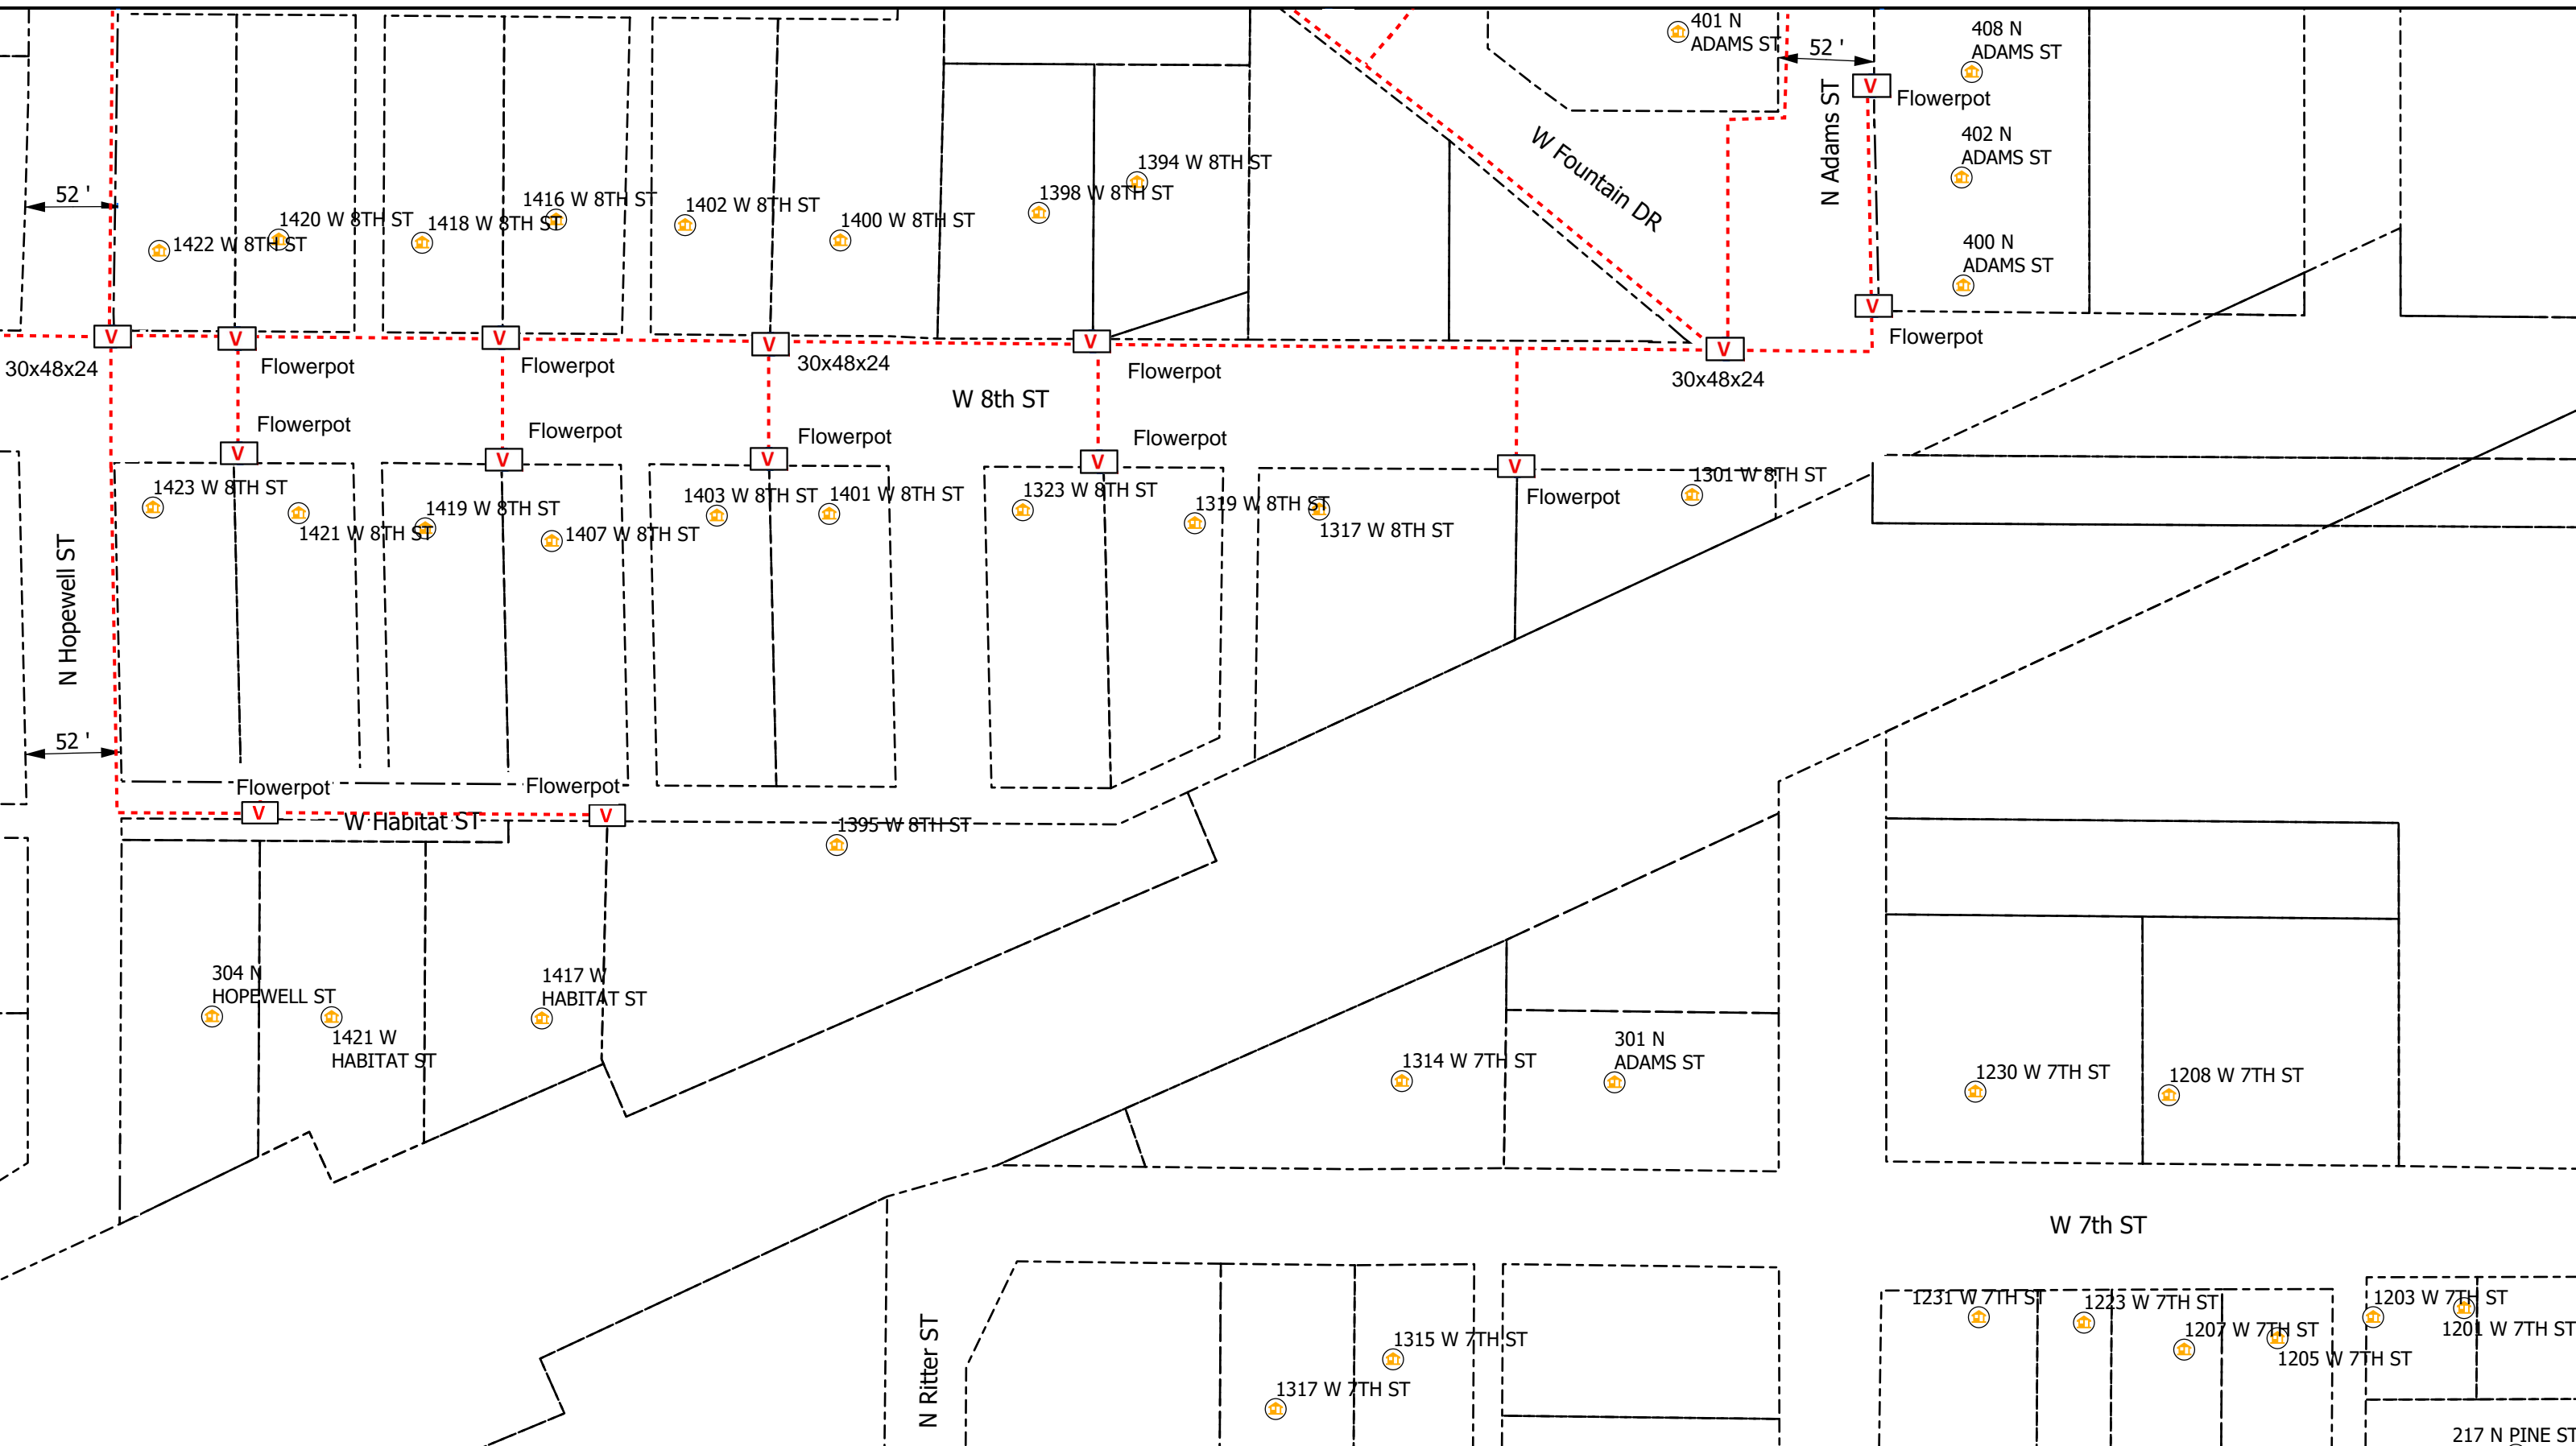 401 N
ADAMS ST
52 '
408 N
ADAMS ST
V
Flowerpot
N Adams ST
402 N
ADAMS ST
W Fountain DR
1394 W 8TH ST
1398 W 8TH ST
52 '
1416 W 8TH ST
1402 W 8TH ST
1420 W 8TH ST
1418 W 8TH ST
1400 W 8TH ST
1422 W 8TH ST
400 N
ADAMS ST
V
Flowerpot
V
V
V
V
V
V
30x48x24
Flowerpot
Flowerpot
30x48x24
Flowerpot
30x48x24
W 8th ST
Flowerpot
Flowerpot
Flowerpot
Flowerpot
V
V
V
V
V
Flowerpot
1301 W 8TH ST
1423 W 8TH ST
1421 W 8TH ST
1419 W 8TH ST
1407 W 8TH ST
1403 W 8TH ST
1401 W 8TH ST
1323 W 8TH ST
1319 W 8TH ST
1317 W 8TH ST
N Hopewell ST
52 '
Flowerpot
Flowerpot
V
V
W Habitat ST
1395 W 8TH ST
304 N
HOPEWELL ST
1421 W
HABITAT ST
1417 W
HABITAT ST
1314 W 7TH ST
301 N
ADAMS ST
1230 W 7TH ST
1208 W 7TH ST
W 7th ST
N Ritter ST
1317 W 7TH ST
1315 W 7TH ST
1231 W 7TH ST
1223 W 7TH ST
1207 W 7TH ST
1205 W 7TH ST
1203 W 7TH ST
1201 W 7TH ST
217 N PINE ST